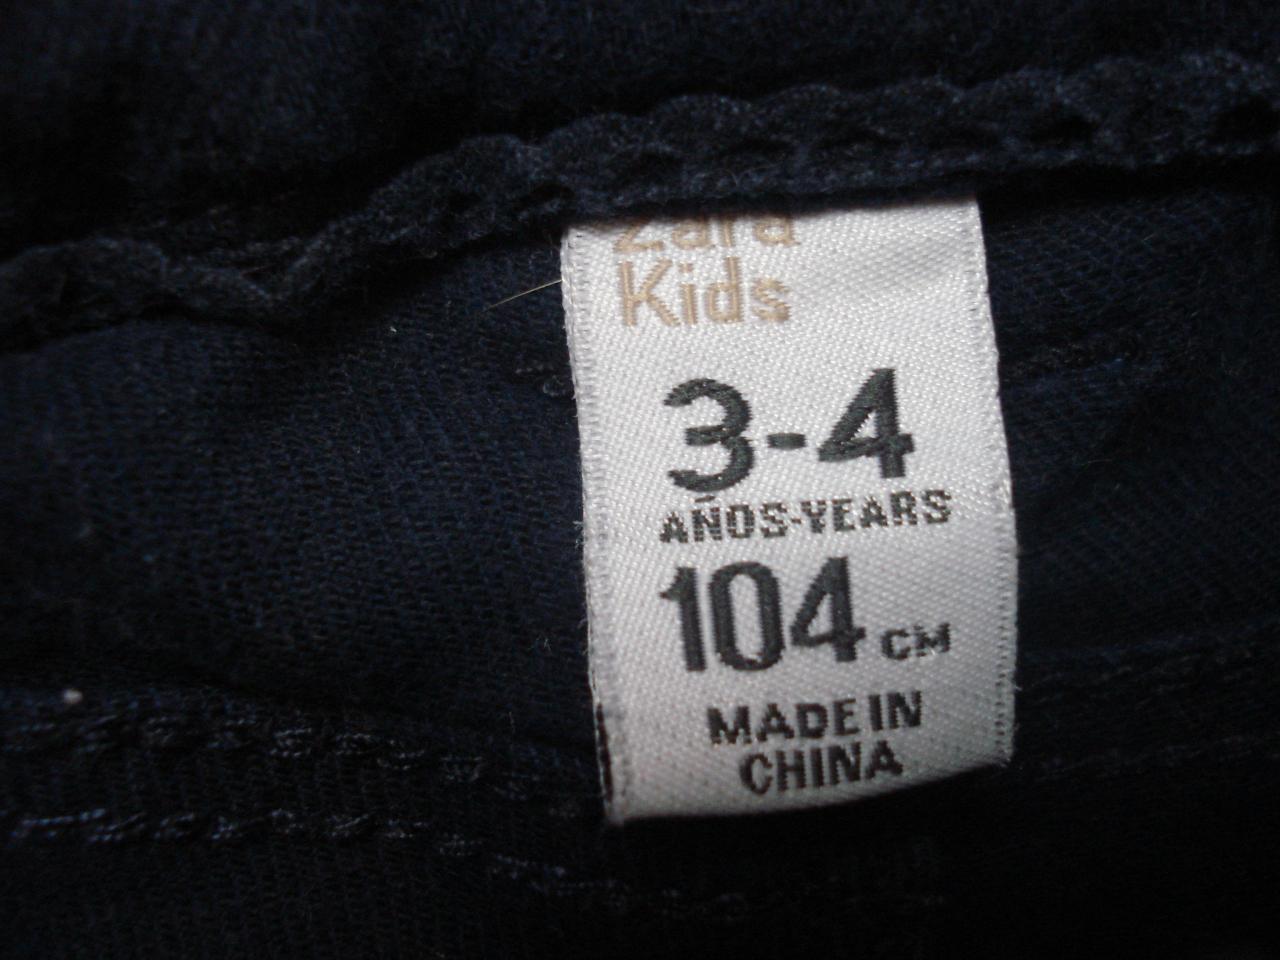 Zara
Kids
3-4
AÑOS-YEARS
104 CM
MADE IN
CHINA